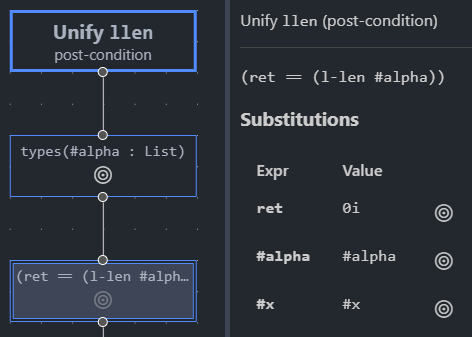 Unify llen
post-condition
types(#alpha : List)
(ret == (l-len #alph…
Unify llen (post-condition)
(ret == (l-len #alpha))
Substitutions
Expr Value
ret 0i
#alpha #alpha
#x #x